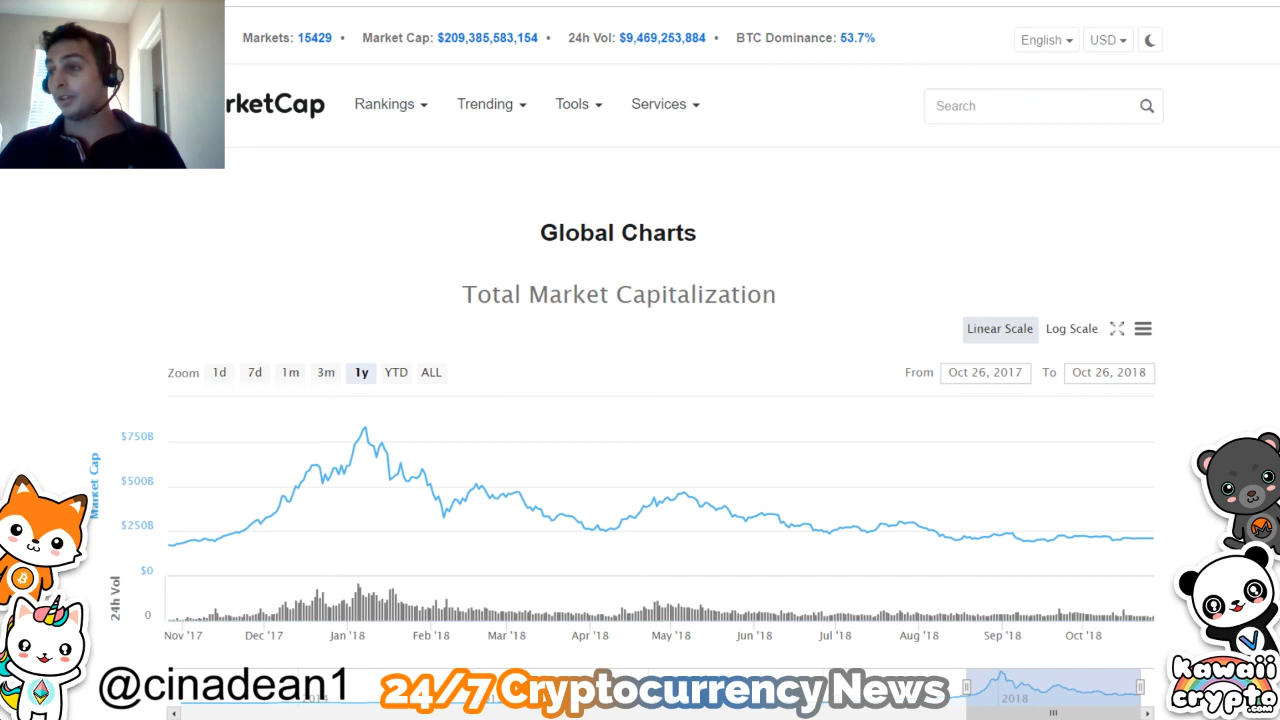 Markets: 15429 • Market Cap: $209,385,583,154 • 24h Vol: $9,469,253,884 • BTC Dominance: 53.7%
English USD
rketCap Rankings Trending Tools Services Search
Global Charts
Total Market Capitalization
Linear Scale Log Scale
Zoom 1d 7d 1m 3m 1y YTD ALL From Oct 26, 2017 To Oct 26, 2018
Market Cap
$750B
$500B
$250B
$0
24h Vol
0
Nov '17 Dec '17 Jan '18 Feb '18 Mar '18 Apr '18 May '18 Jun '18 Jul '18 Aug '18 Sep '18 Oct '18
2014 2018
@cinadean1
24/7 Cryptocurrency News
kawaii
crypto
.com